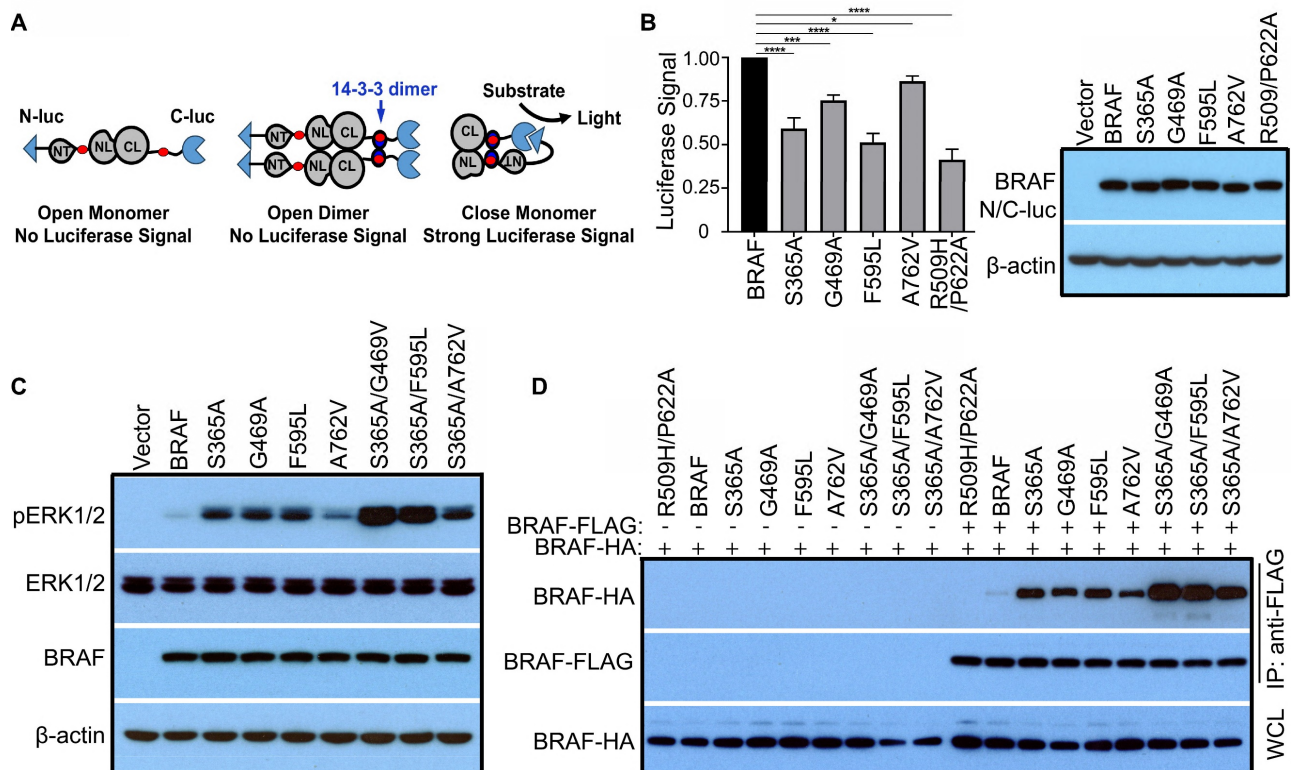 A
14-3-3 dimer
Substrate
N-luc
C-luc
Light
NT
NL
CL
NT
NL
CL
NT
NL
CL
CL
NL
NT
Open Monomer
No Luciferase Signal
Open Dimer
No Luciferase Signal
Close Monomer
Strong Luciferase Signal
B
****
*
****
***
****
Luciferase Signal
1.00
0.75
0.50
0.25
0
BRAF
S365A
G469A
F595L
A762V
R509H
/P622A
Vector
BRAF
S365A
G469A
F595L
A762V
R509/P622A
BRAF
N/C-luc
β-actin
C
Vector
BRAF
S365A
G469A
F595L
A762V
S365A/G469V
S365A/F595L
S365A/A762V
pERK1/2
ERK1/2
BRAF
β-actin
D
R509H/P622A
BRAF
S365A
G469A
F595L
A762V
S365A/G469A
S365A/F595L
S365A/A762V
R509H/P622A
BRAF
S365A
G469A
F595L
A762V
S365A/G469A
S365A/F595L
S365A/A762V
BRAF-FLAG: - - - - - - - - - + + + + + + + + +
BRAF-HA: + + + + + + + + + + + + + + + + + +
BRAF-HA
BRAF-FLAG
IP: anti-FLAG
BRAF-HA
WCL